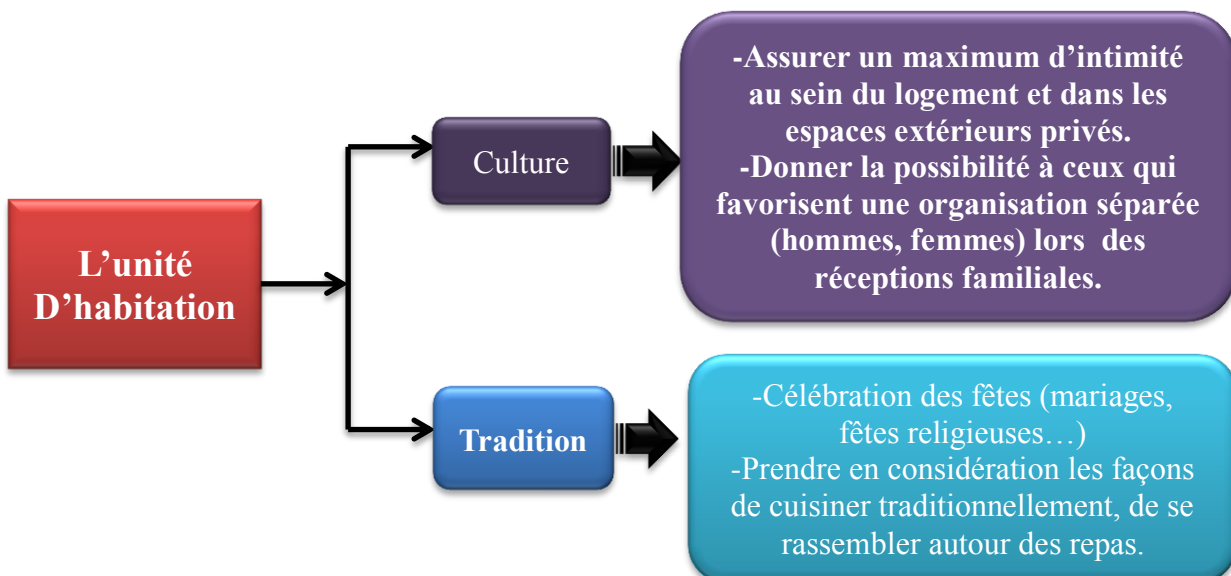 L’unité
D’habitation
Culture
-Assurer un maximum d’intimité
au sein du logement et dans les
espaces extérieurs privés.
-Donner la possibilité à ceux qui
favorisent une organisation séparée
(hommes, femmes) lors des
réceptions familiales.
Tradition
-Célébration des fêtes (mariages,
fêtes religieuses…)
-Prendre en considération les façons
de cuisiner traditionnellement, de se
rassembler autour des repas.